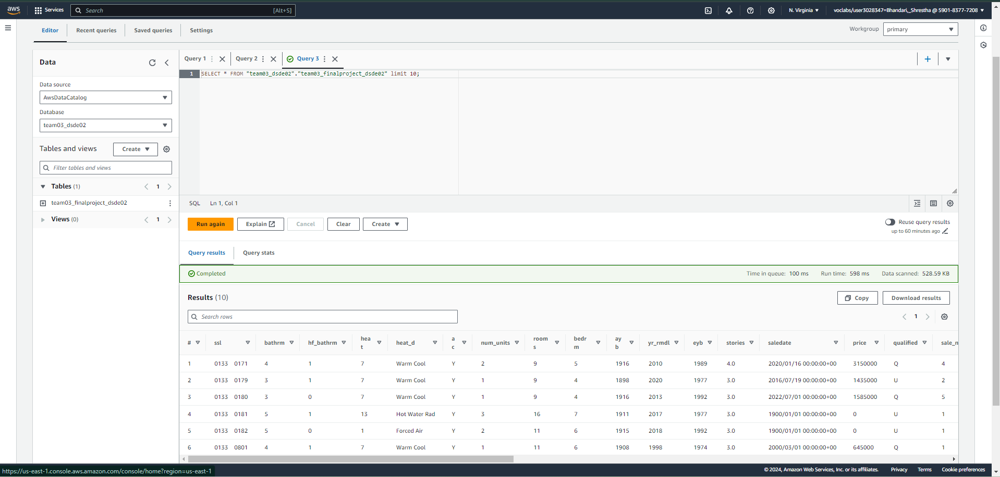 aws Services Search [Alt+S] N. Virginia voclabs/user3028347=Bhandari,_Shrestha @ 5901-8377-7208
Editor Recent queries Saved queries Settings Workgroup primary
Data
Data source
AwsDataCatalog
Database
team03_dsde02
Tables and views Create
Filter tables and views
Tables (1) 1
team03_finalproject_dsde02
Views (0) 1
Query 1 Query 2 Query 3
1 SELECT * FROM "team03_dsde02"."team03_finalproject_dsde02" limit 10;
SQL Ln 1, Col 1
Run again Explain Cancel Clear Create Reuse query results
up to 60 minutes ago
Query results Query stats
Completed Time in queue: 100 ms Run time: 598 ms Data scanned: 528.59 KB
Results (10) Copy Download results
Search rows 1
# ssl bathrm hf_bathrm heat heat_d ac num_units rooms bedrm ayb yr_rmdl eyb stories saledate price qualified sale_n
1 0133 0171 4 1 7 Warm Cool Y 2 9 5 1916 2010 1989 4.0 2020/01/16 00:00:00+00 3150000 Q 4
2 0133 0179 3 1 7 Warm Cool Y 1 9 4 1898 2020 1977 3.0 2016/07/19 00:00:00+00 1435000 U 2
3 0133 0180 3 0 7 Warm Cool Y 1 9 4 1916 2013 1992 3.0 2022/07/01 00:00:00+00 1585000 Q 5
4 0133 0181 5 1 13 Hot Water Rad Y 3 16 7 1911 2017 1977 3.0 1900/01/01 00:00:00+00 0 U 1
5 0133 0182 5 0 1 Forced Air Y 2 11 6 1915 2018 1992 3.0 1900/01/01 00:00:00+00 0 U 1
6 0133 0801 4 1 7 Warm Cool Y 1 11 6 1908 1998 1974 3.0 2000/03/01 00:00:00+00 645000 Q 1
https://us-east-1.console.aws.amazon.com/console/home?region=us-east-1 © 2024, Amazon Web Services, Inc. or its affiliates. Privacy Terms Cookie preferences